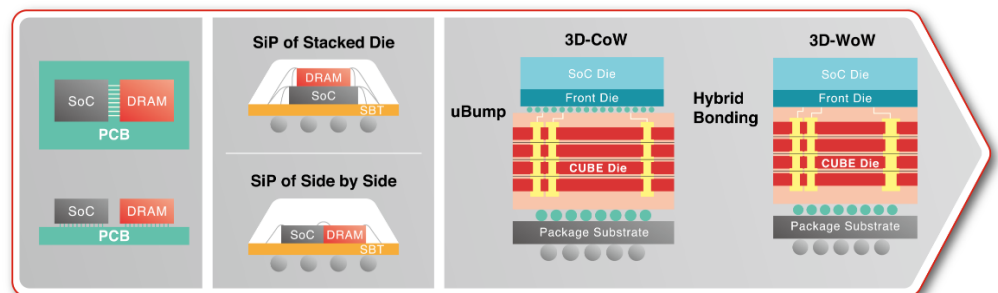 SoC
DRAM
PCB
SoC
DRAM
PCB
SiP of Stacked Die
DRAM
SoC
SBT
SiP of Side by Side
SoC
DRAM
SBT
3D-CoW
SoC Die
Front Die
uBump
CUBE Die
Package Substrate
3D-WoW
SoC Die
Front Die
Hybrid
Bonding
CUBE Die
Package Substrate